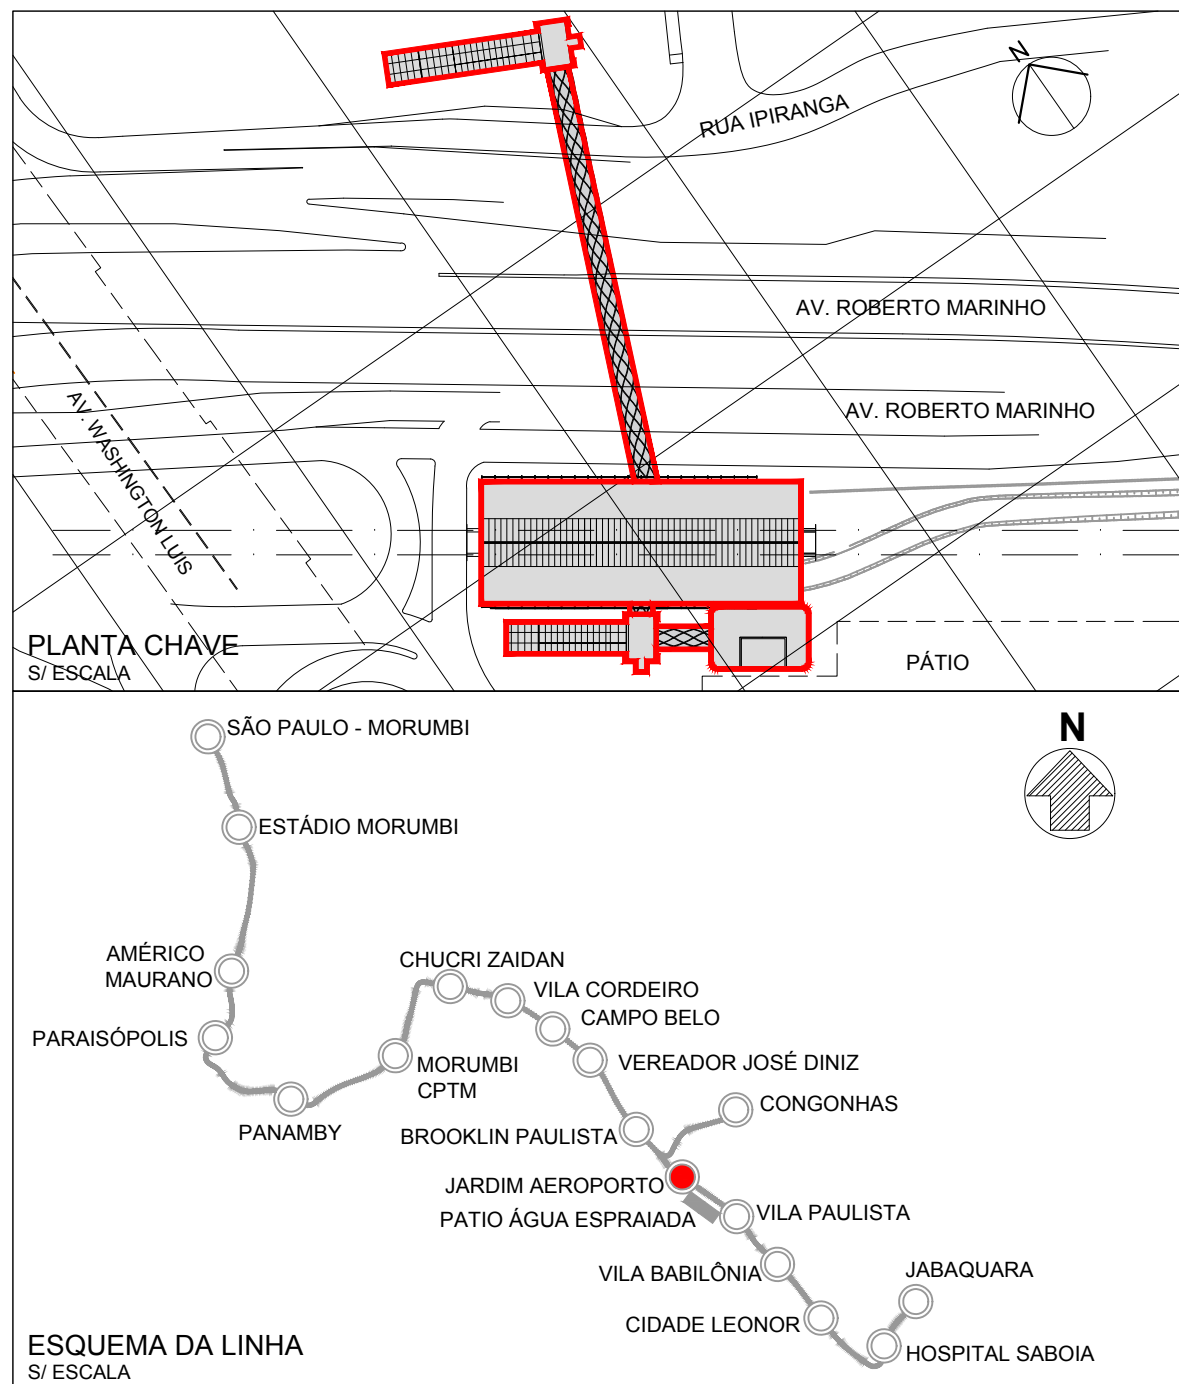 N
RUA IPIRANGA
AV. ROBERTO MARINHO
AV. ROBERTO MARINHO
AV. WASHINGTON LUIS
PLANTA CHAVE
S/ ESCALA
PÁTIO
N
SÃO PAULO - MORUMBI
ESTÁDIO MORUMBI
AMÉRICO
MAURANO
PARAISÓPOLIS
PANAMBY
MORUMBI
CPTM
CHUCRI ZAIDAN
VILA CORDEIRO
CAMPO BELO
VEREADOR JOSÉ DINIZ
CONGONHAS
BROOKLIN PAULISTA
JARDIM AEROPORTO
PATIO ÁGUA ESPRAIADA
VILA PAULISTA
VILA BABILÔNIA
JABAQUARA
CIDADE LEONOR
HOSPITAL SABOIA
ESQUEMA DA LINHA
S/ ESCALA